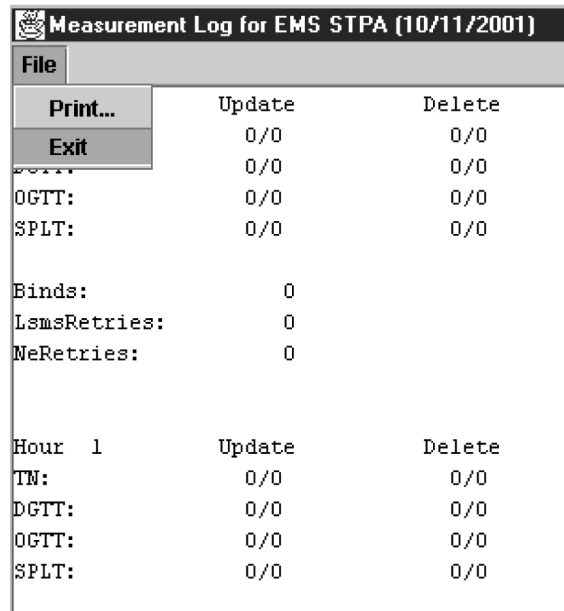 Measurement Log for EMS STPA (10/11/2001)
File
Print... Update Delete
Exit 0/0 0/0
0/0 0/0
OGTT: 0/0 0/0
SPLT: 0/0 0/0
Binds: 0
LsmsRetries: 0
NeRetries: 0
Hour 1 Update Delete
TN: 0/0 0/0
DGTT: 0/0 0/0
OGTT: 0/0 0/0
SPLT: 0/0 0/0